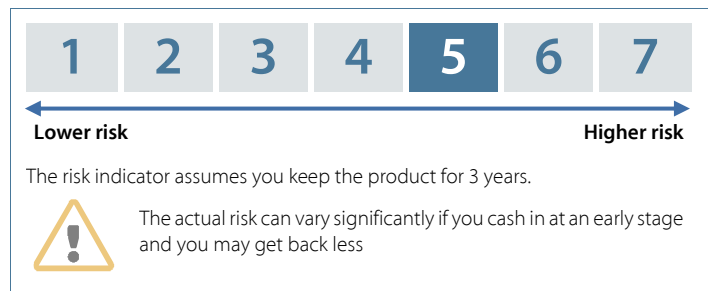 1 2 3 4 5 6 7
Lower risk Higher risk
The risk indicator assumes you keep the product for 3 years.
The actual risk can vary significantly if you cash in at an early stage
and you may get back less